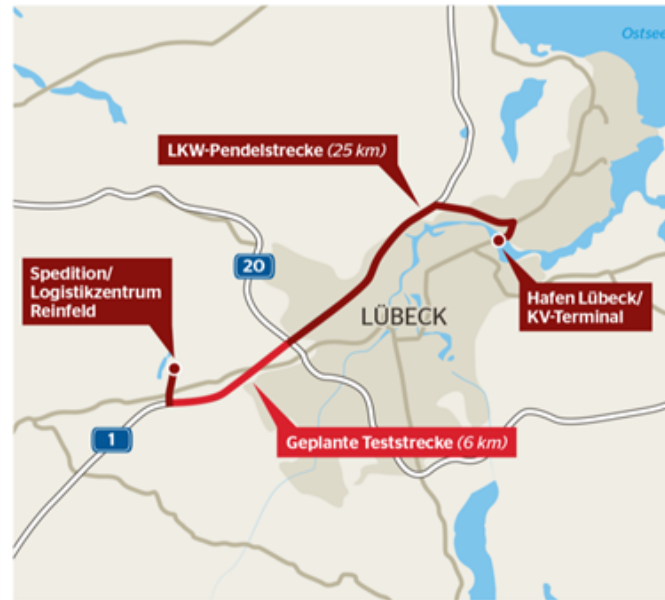 Ostsee
LKW-Pendelstrecke (25 km)
20
Spedition/
Logistikzentrum
Reinfeld
Hafen Lübeck/
KV-Terminal
LÜBECK
1
Geplante Teststrecke (6 km)